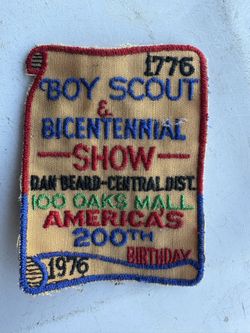 1776
BOY SCOUT
&
BICENTENNIAL
SHOW
DAN BEARD-CENTRAL DIST.
100 OAKS MALL
AMERICA'S
200TH
BIRTHDAY
1976